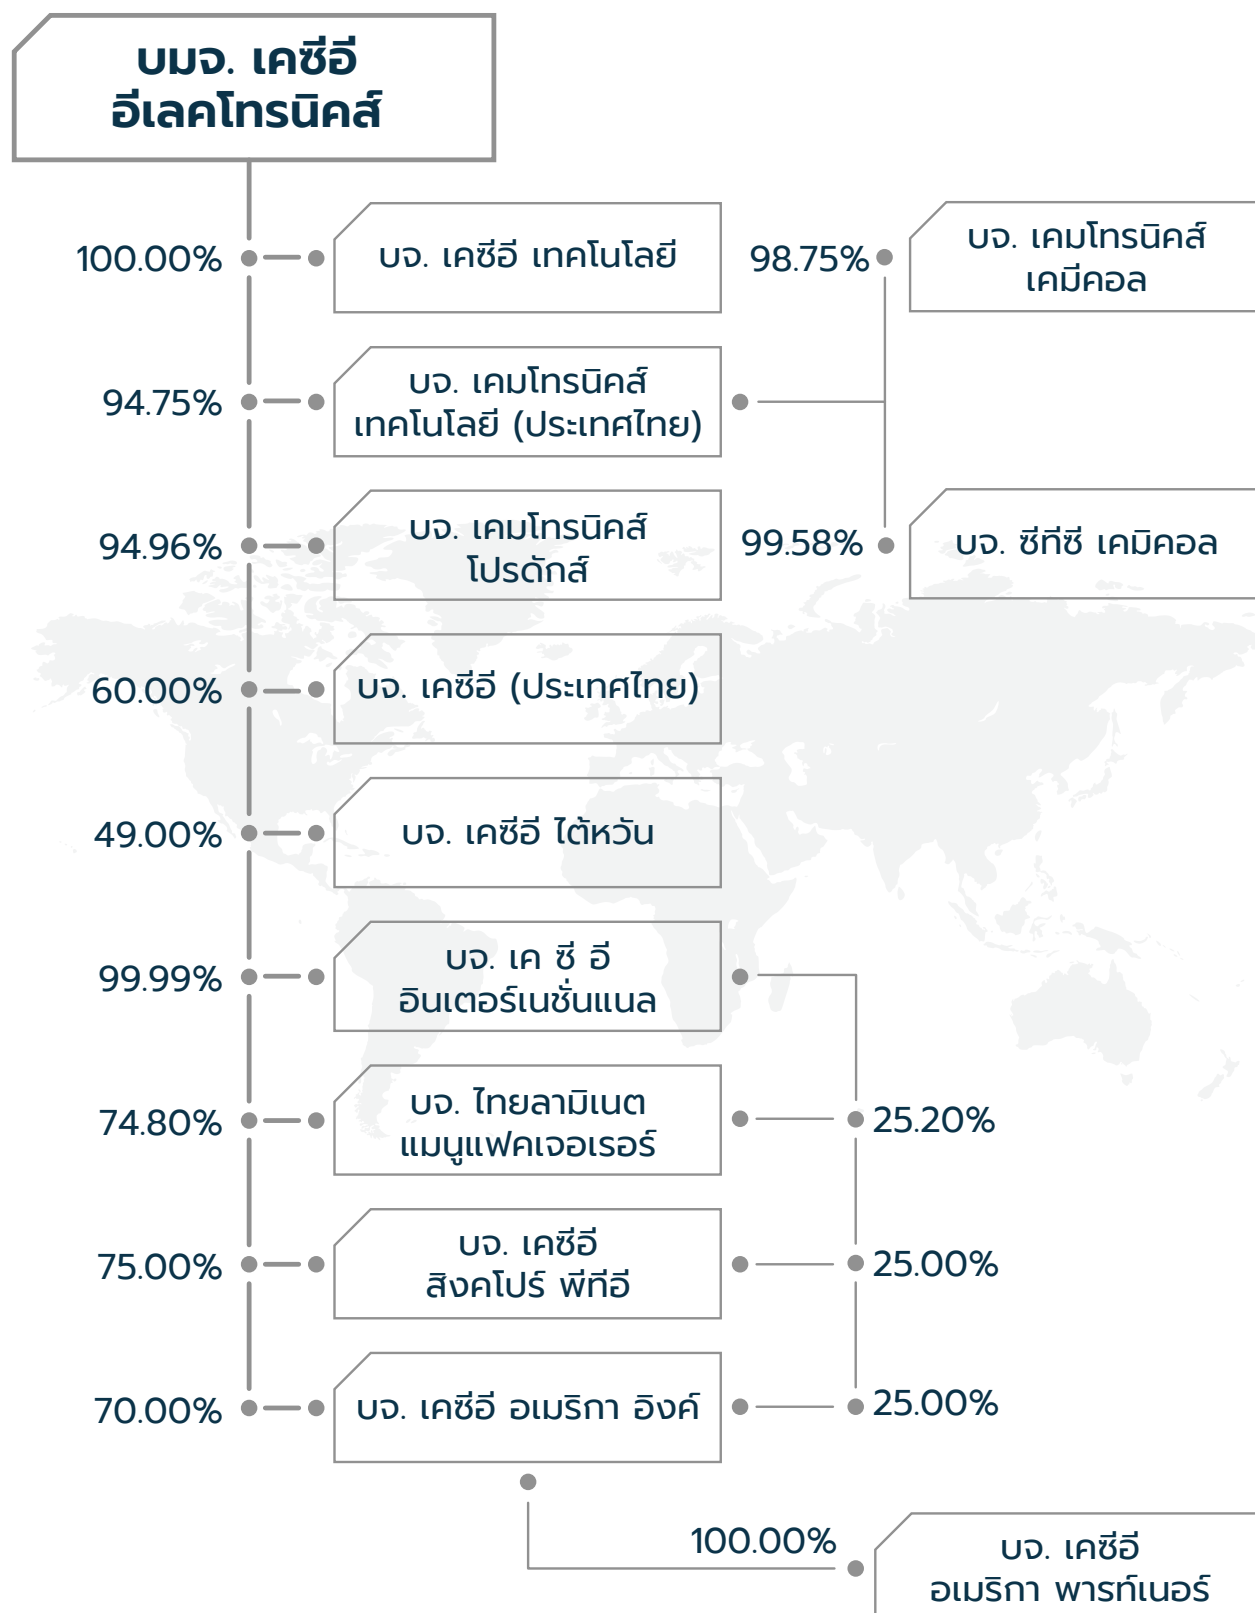 บมจ. เคซีอี
อีเลคโทรนิคส์
100.00%
บจ. เคซีอี เทคโนโลยี
98.75%
บจ. เคมโทรนิคส์
เคมีคอล
94.75%
บจ. เคมโทรนิคส์
เทคโนโลยี (ประเทศไทย)
94.96%
บจ. เคมโทรนิคส์
โปรดักส์
99.58%
บจ. ซีทีซี เคมิคอล
60.00%
บจ. เคซีอี (ประเทศไทย)
49.00%
บจ. เคซีอี ไต้หวัน
99.99%
บจ. เค ซี อี
อินเตอร์เนชั่นแนล
74.80%
บจ. ไทยลามิเนต
แมนูแฟคเจอเรอร์
25.20%
75.00%
บจ. เคซีอี
สิงคโปร์ พีทีอี
25.00%
70.00%
บจ. เคซีอี อเมริกา อิงค์
25.00%
100.00%
บจ. เคซีอี
อเมริกา พารท์เนอร์